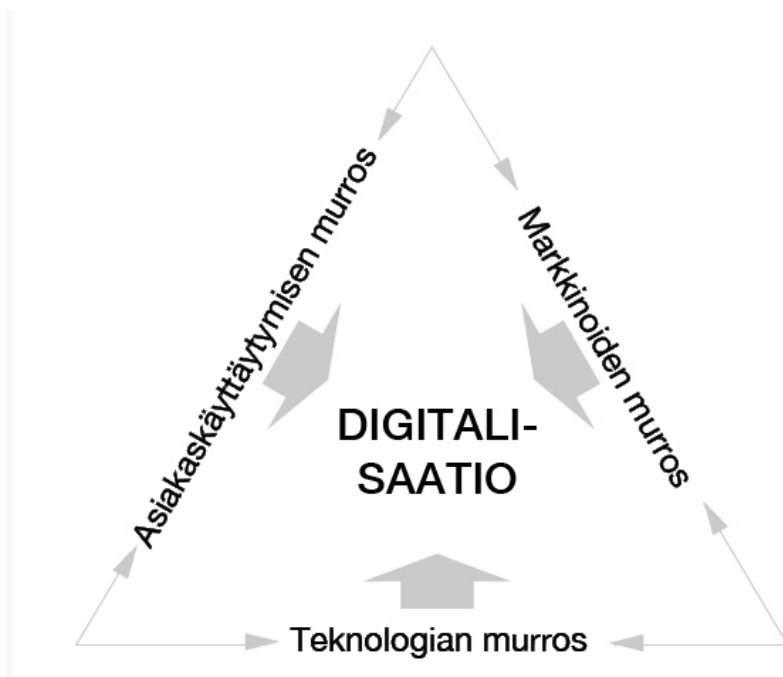 Asiakaskäyttäytymisen murros
Markkinoiden murros
DIGITALI-
SAATIO
Teknologian murros